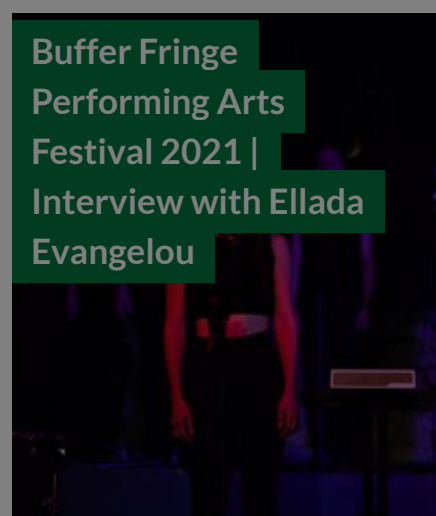 Buffer Fringe
Performing Arts
Festival 2021 |
Interview with Ellada
Evangelou